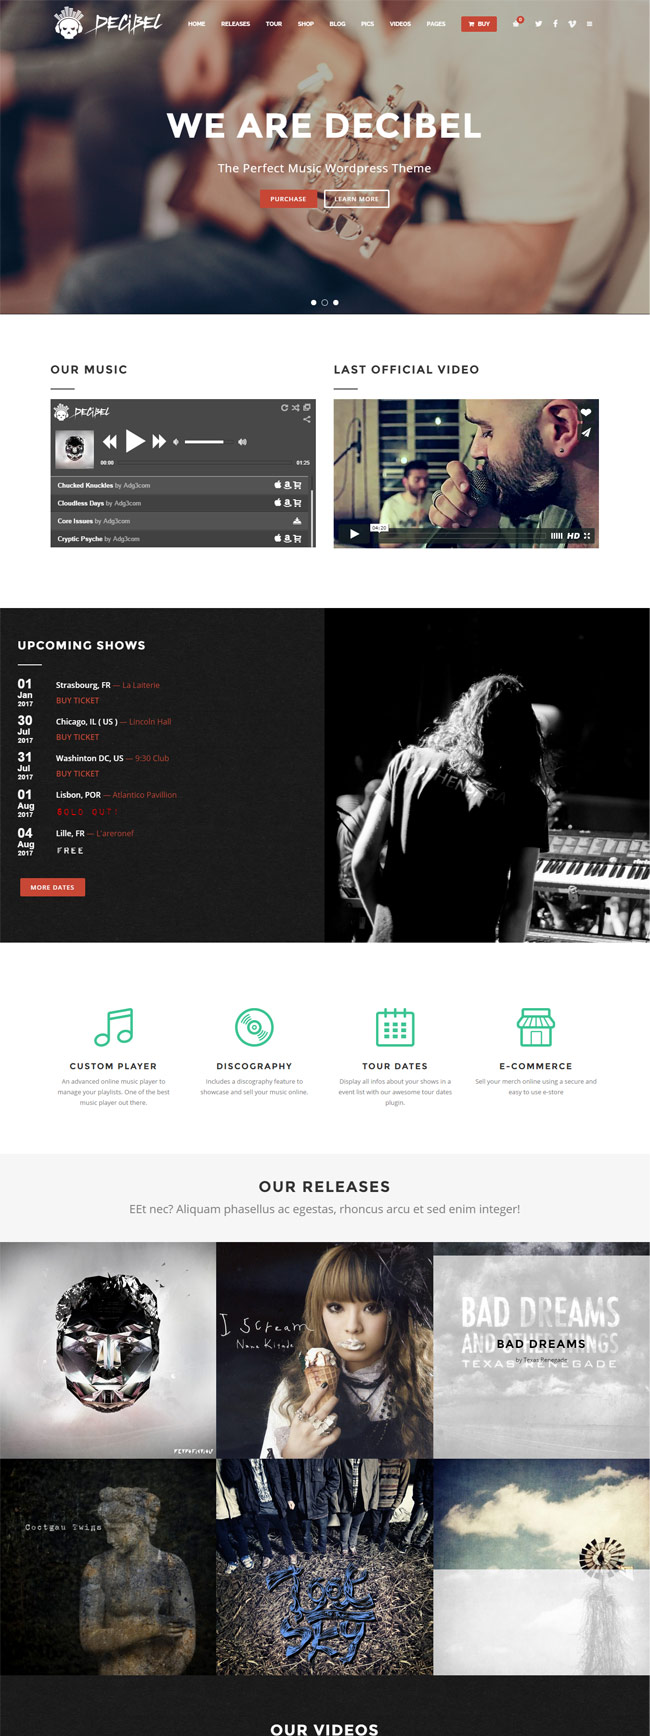 DECIBEL
HOME RELEASES TOUR SHOP BLOG PICS VIDEOS PAGES BUY 0
WE ARE DECIBEL
The Perfect Music Wordpress Theme
PURCHASE LEARN MORE
OUR MUSIC
DECIBEL
00:00 01:25
Chucked Knuckles by Adg3com
Cloudless Days by Adg3com
Core Issues by Adg3com
Cryptic Psyche by Adg3com
LAST OFFICIAL VIDEO
04:20
HD
UPCOMING SHOWS
01 Jan 2017
Strasbourg, FR — La Laiterie
BUY TICKET
30 Jul 2017
Chicago, IL ( US ) — Lincoln Hall
BUY TICKET
31 Jul 2017
Washinton DC, US — 9:30 Club
BUY TICKET
01 Aug 2017
Lisbon, POR — Atlantico Pavillion
SOLD OUT!
04 Aug 2017
Lille, FR — L'areronef
FREE
MORE DATES
CUSTOM PLAYER
An advanced online music player to
manage your playlists. One of the best
music player out there.
DISCOGRAPHY
Includes a discography feature to
showcase and sell your music online.
TOUR DATES
Display all infos about your shows in a
event list with our awesome tour dates
plugin.
E-COMMERCE
Sell your merch online using a secure and
easy to use e-store
OUR RELEASES
EEt nec? Aliquam phasellus ac egestas, rhoncus arcu et sed enim integer!
I Scream
Nana Kitade
BAD DREAMS
AND OTHER THINGS
TEXAS RENEGADE
BAD DREAMS
by Texas Renegade
Coctgau Twigs
SKY
OUR VIDEOS